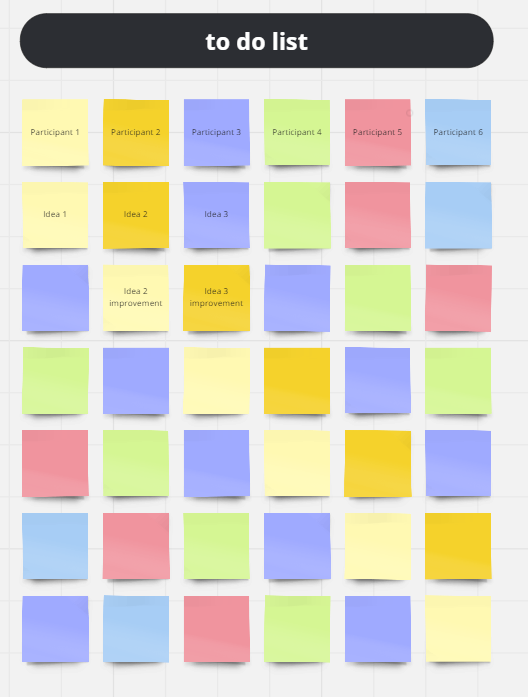 to do list
Participant 1
Participant 2
Participant 3
Participant 4
Participant 5
Participant 6
Idea 1
Idea 2
Idea 3
Idea 2
improvement
Idea 3
improvement